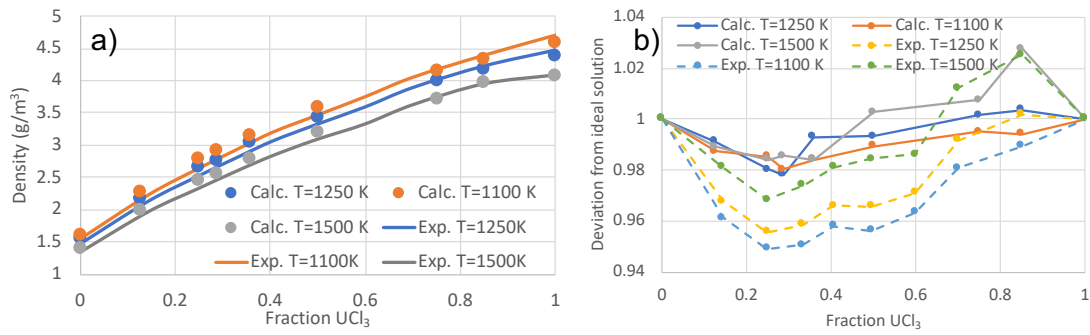 a)
5
4.5
4
3.5
3
2.5
2
1.5
1
Density (g/m³)
Calc. T=1250 K
Calc. T=1100 K
Calc. T=1500 K
Exp. T=1250K
Exp. T=1100K
Exp. T=1500K
0 0.2 0.4 0.6 0.8 1
Fraction UCl₃
b)
1.04
1.02
1
0.98
0.96
0.94
Deviation from ideal solution
Calc. T=1250 K
Calc. T=1100 K
Calc. T=1500 K
Exp. T=1250 K
Exp. T=1100 K
Exp. T=1500 K
0 0.2 0.4 0.6 0.8 1
Fraction UCl₃